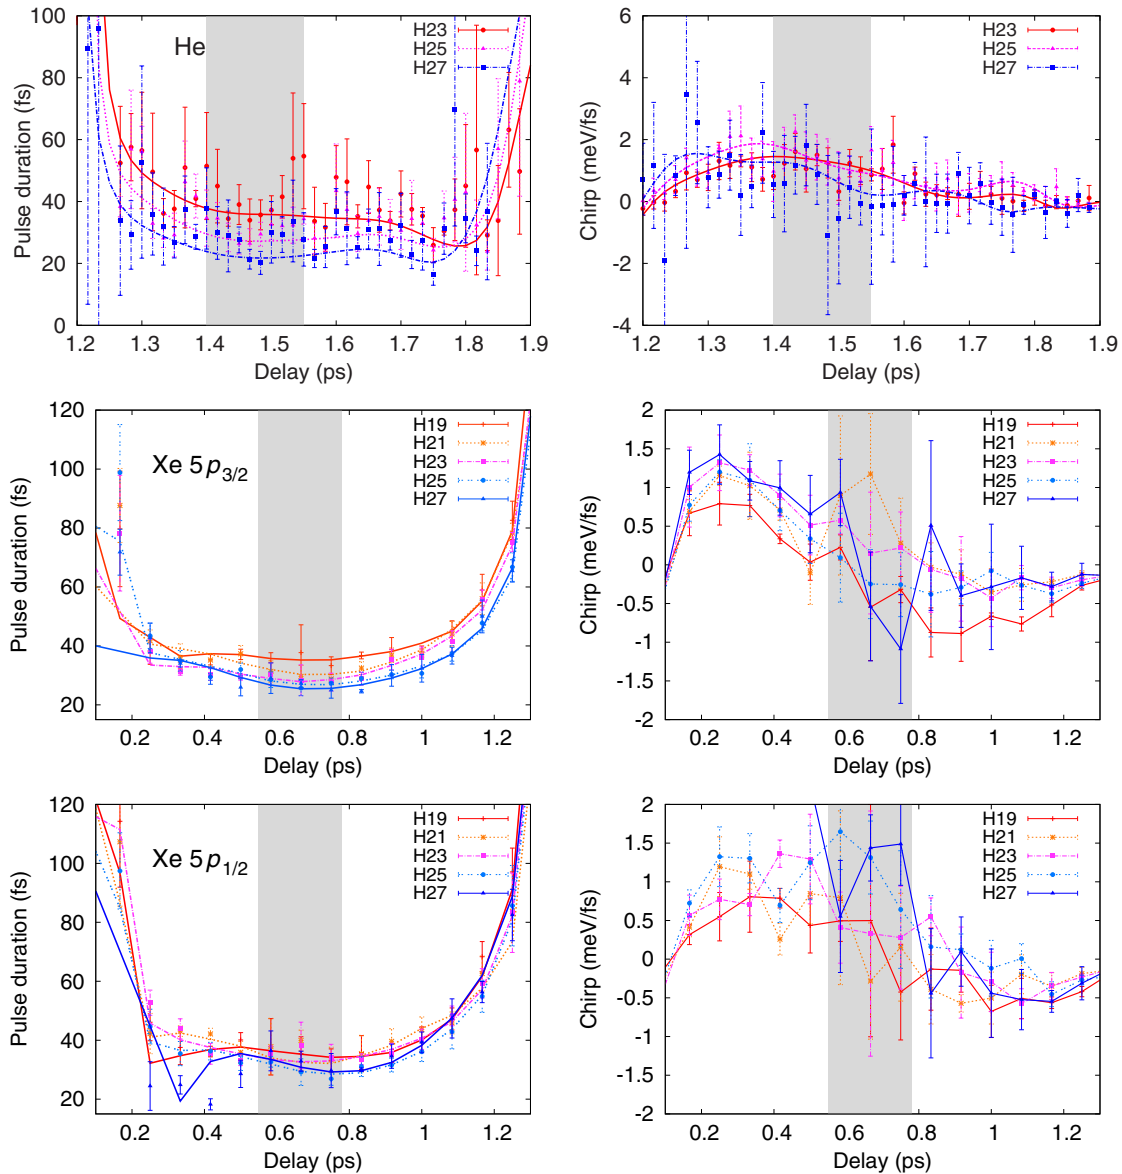 100
80
60
40
20
0
Pulse duration (fs)
He
H23
H25
H27
1.2 1.3 1.4 1.5 1.6 1.7 1.8 1.9
Delay (ps)
6
4
2
0
-2
-4
Chirp (meV/fs)
H23
H25
H27
1.2 1.3 1.4 1.5 1.6 1.7 1.8 1.9
Delay (ps)
120
100
80
60
40
20
Pulse duration (fs)
Xe 5p3/2
H19
H21
H23
H25
H27
0.2 0.4 0.6 0.8 1 1.2
Delay (ps)
2
1.5
1
0.5
0
-0.5
-1
-1.5
-2
Chirp (meV/fs)
H19
H21
H23
H25
H27
0.2 0.4 0.6 0.8 1 1.2
Delay (ps)
120
100
80
60
40
20
Pulse duration (fs)
Xe 5p1/2
H19
H21
H23
H25
H27
0.2 0.4 0.6 0.8 1 1.2
Delay (ps)
2
1.5
1
0.5
0
-0.5
-1
-1.5
-2
Chirp (meV/fs)
H19
H21
H23
H25
H27
0.2 0.4 0.6 0.8 1 1.2
Delay (ps)